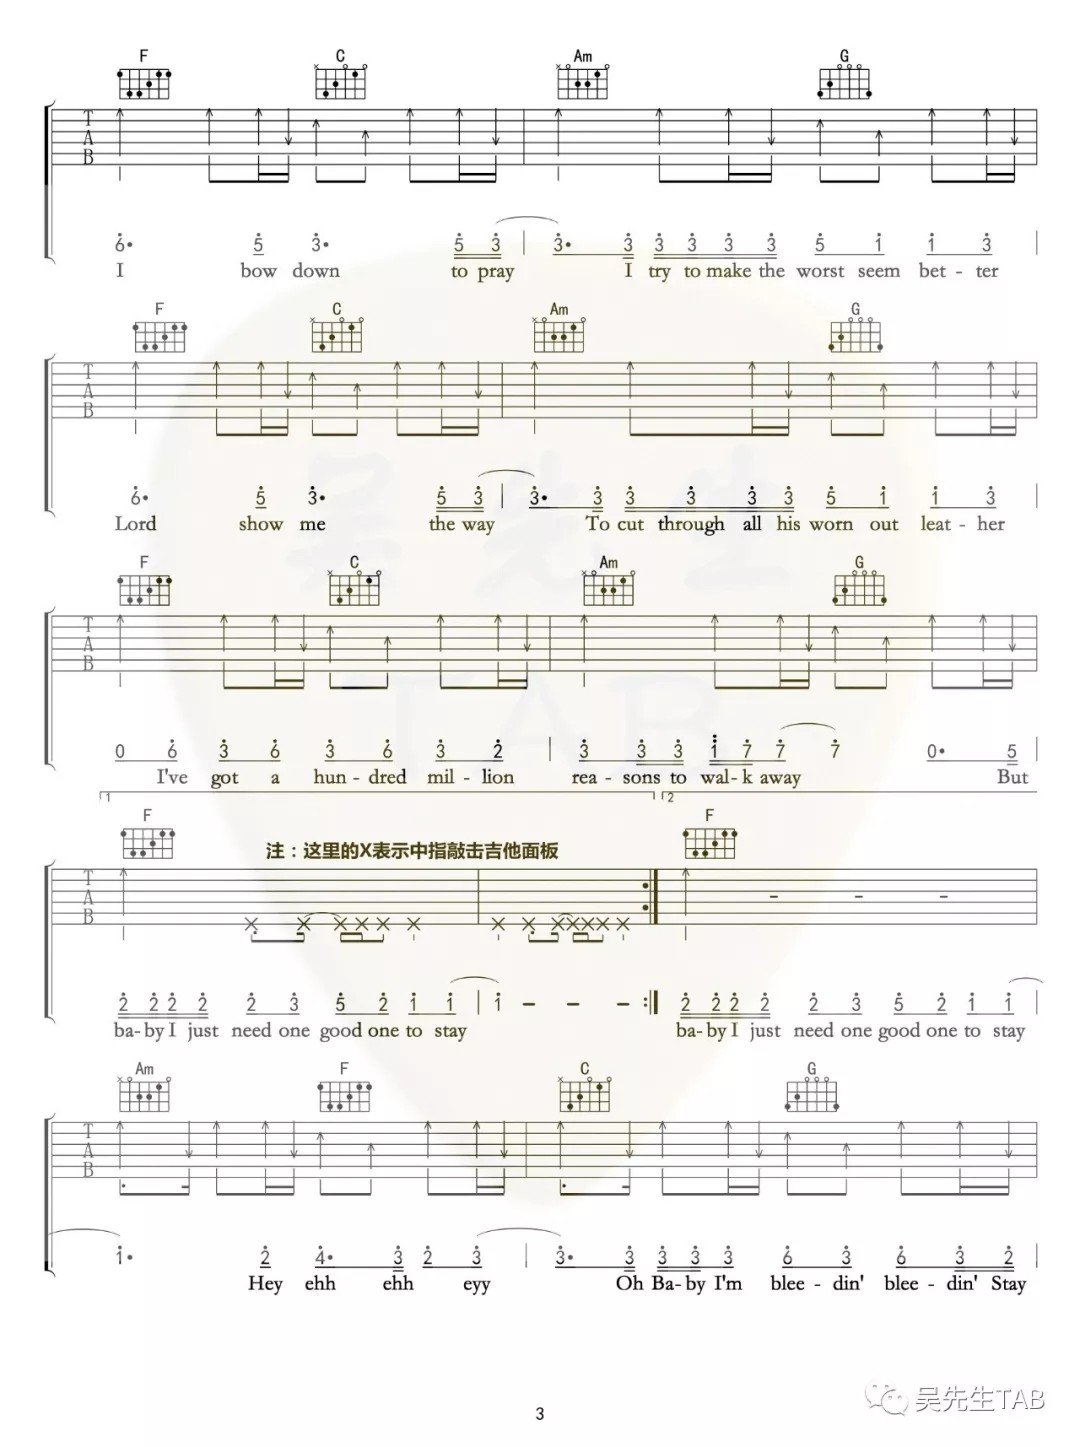 F C Am G
T
A
B
6· 5 3· 5 3 3· 3 3 3 3 3 5 1 1 3
I bow down to pray I try to make the worst seem bet - ter
F C Am G
T
A
B
6· 5 3· 5 3 3· 3 3 3 3 3 5 1 1 3
Lord show me the way To cut through all his worn out leat - her
F C Am G
T
A
B
0 6 3 6 3 6 3 2 3 3 3 1 7 7 7 0· 5
I've got a hun - dred mil - lion rea - sons to wal - k away But
1 2
F 注：这里的X表示中指敲击吉他面板 F
T
A
B
2 2 2 2 2 3 5 2 1 1 1 - - - 2 2 2 2 2 3 5 2 1 1
ba-by I just need one good one to stay ba-by I just need one good one to stay
Am F C G
T
A
B
1· 2 4· 3 2 3 3· 3 3 3 3 6 3 6 3 2
Hey ehh ehh eyy Oh Ba-by I'm blee - din' blee - din' Stay
吴先生
TAB
吴先生TAB
3